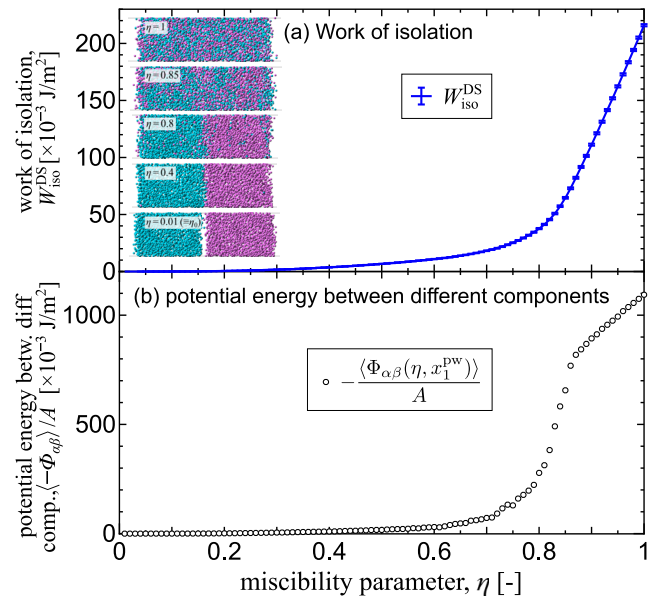 (a) Work of isolation
work of isolation,
W_iso^DS [×10⁻³ J/m²]
200
150
100
50
0
η=1
η=0.85
η=0.8
η=0.4
η=0.01 (≡η₀)
W_iso^DS
(b) potential energy between different components
potential energy betw. diff
comp.,⟨−Φ_αβ⟩/A [×10⁻³ J/m²]
1000
500
0
−⟨Φ_αβ(η, x₁^pw)⟩/A
0 0.2 0.4 0.6 0.8 1
miscibility parameter, η [-]